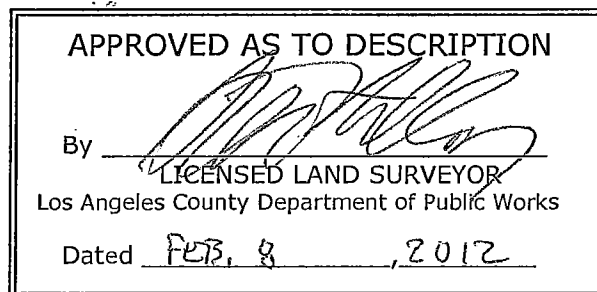 APPROVED AS TO DESCRIPTION
By
LICENSED LAND SURVEYOR
Los Angeles County Department of Public Works
Dated FEB. 8, 2012